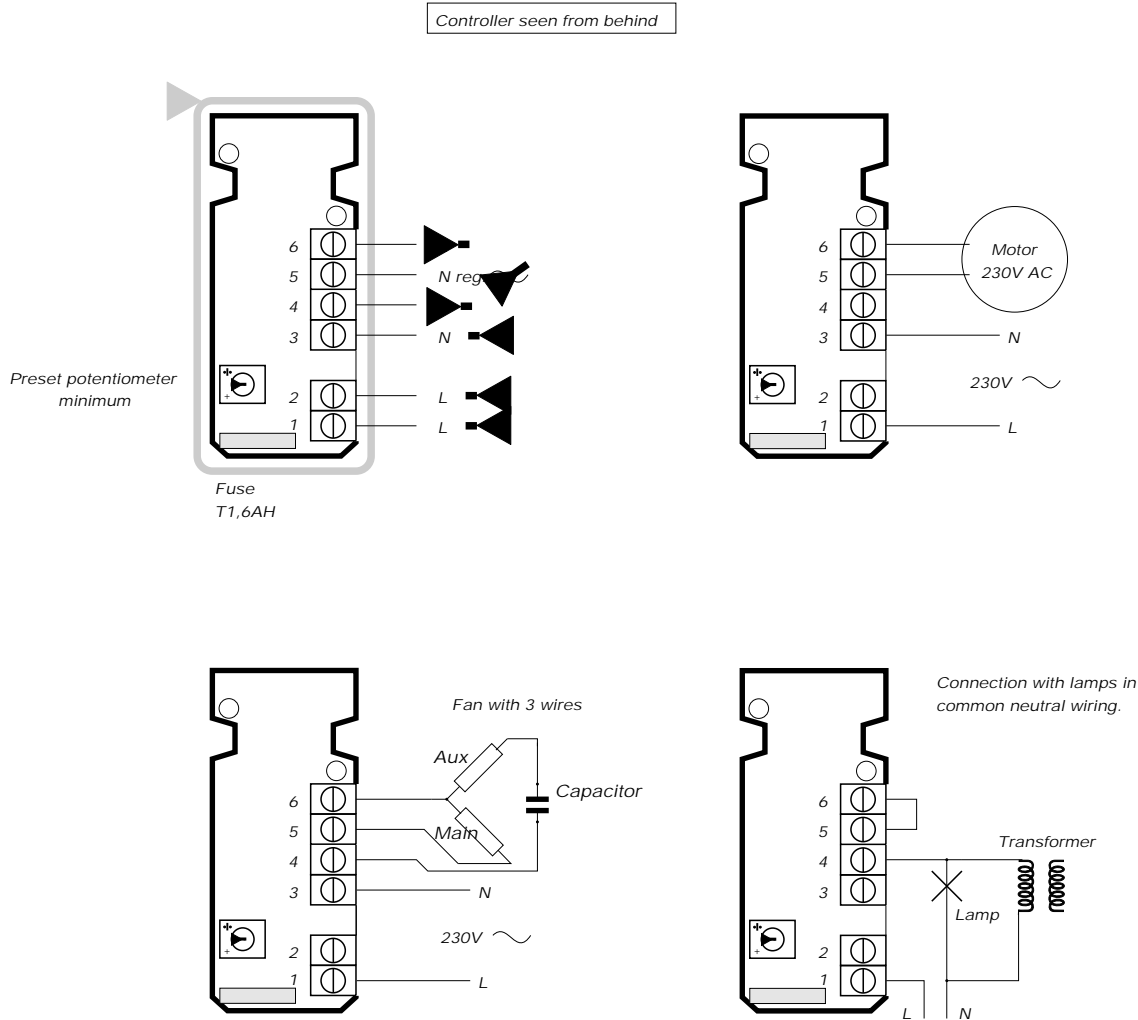 Controller seen from behind
6
5 N reg
4
3 N
Preset potentiometer
minimum
2 L
1 L
+
Fuse
T1,6AH
6
5
4
3 N
Motor
230V AC
230V
2
1 L
+
Fan with 3 wires
Aux
Capacitor
Main
6
5
4
3 N
230V
2
1 L
+
Connection with lamps in
common neutral wiring.
6
5
4
3
Transformer
Lamp
2
1
+
L N